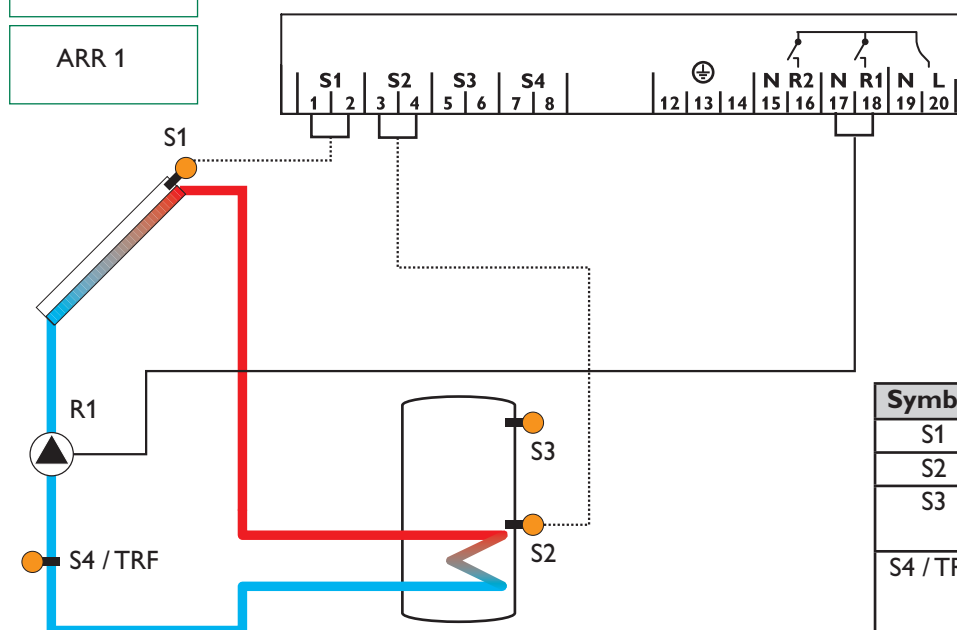 ARR 1
S1 S2 S3 S4 N R2 N R1 N L
1 2 3 4 5 6 7 8 12 13 14 15 16 17 18 19 20
S1
R1
S3
S2
S4 / TRF
Symb
S1
S2
S3
S4 / TRF